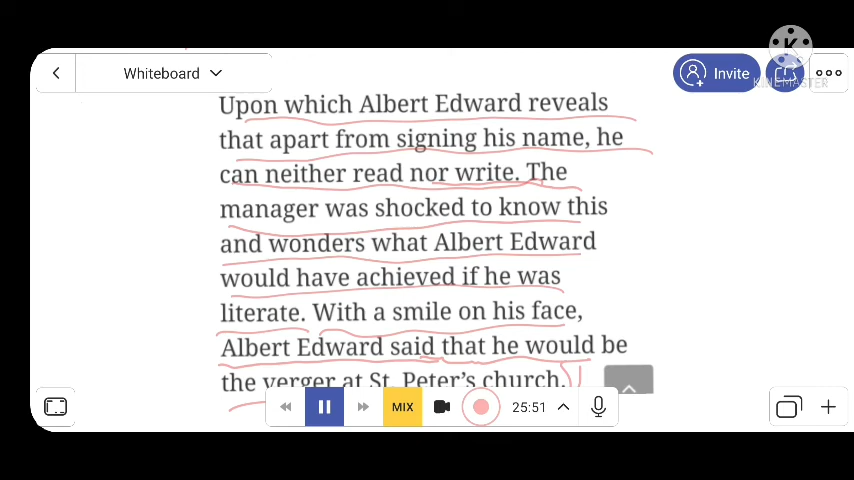 Whiteboard
Invite
KINEMASTER
Upon which Albert Edward reveals
that apart from signing his name, he
can neither read nor write. The
manager was shocked to know this
and wonders what Albert Edward
would have achieved if he was
literate. With a smile on his face,
Albert Edward said that he would be
the verger at St. Peter's church.
MIX
25:51